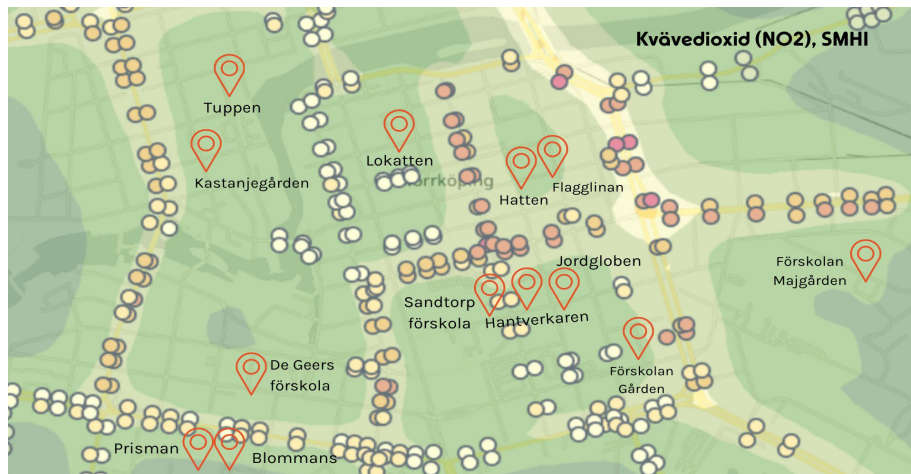 Kvävedioxid (NO2), SMHI
Tuppen
Lokatten
Kastanjegården
Norrköping
Hatten
Flagglinan
Jordgloben
Förskolan
Majgården
Sandtorp
förskola
Hantverkaren
De Geers
förskola
Förskolan
Gården
Prisman
Blommans